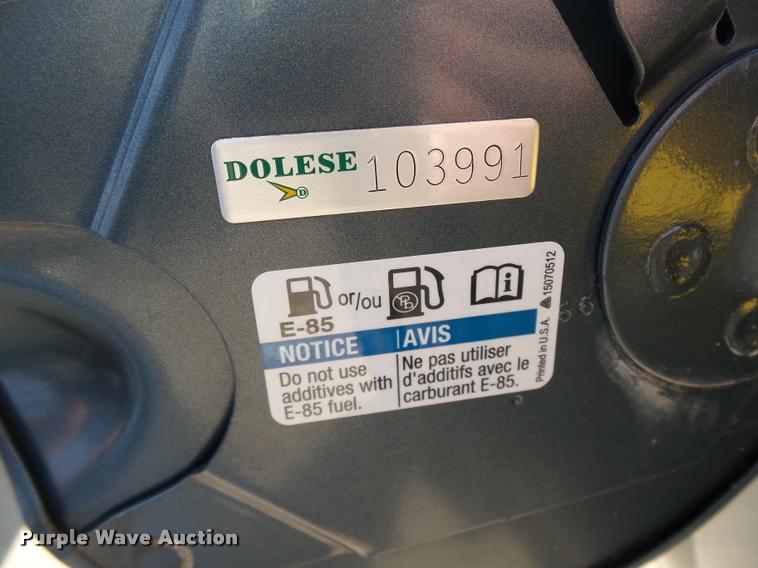 DOLESE 103991
D
E-85 or/ou
NOTICE | AVIS
Do not use
additives with
E-85 fuel.
Ne pas utiliser
d'additifs avec le
carburant E-85.
Printed in U.S.A. 15070512
66
Purple Wave Auction